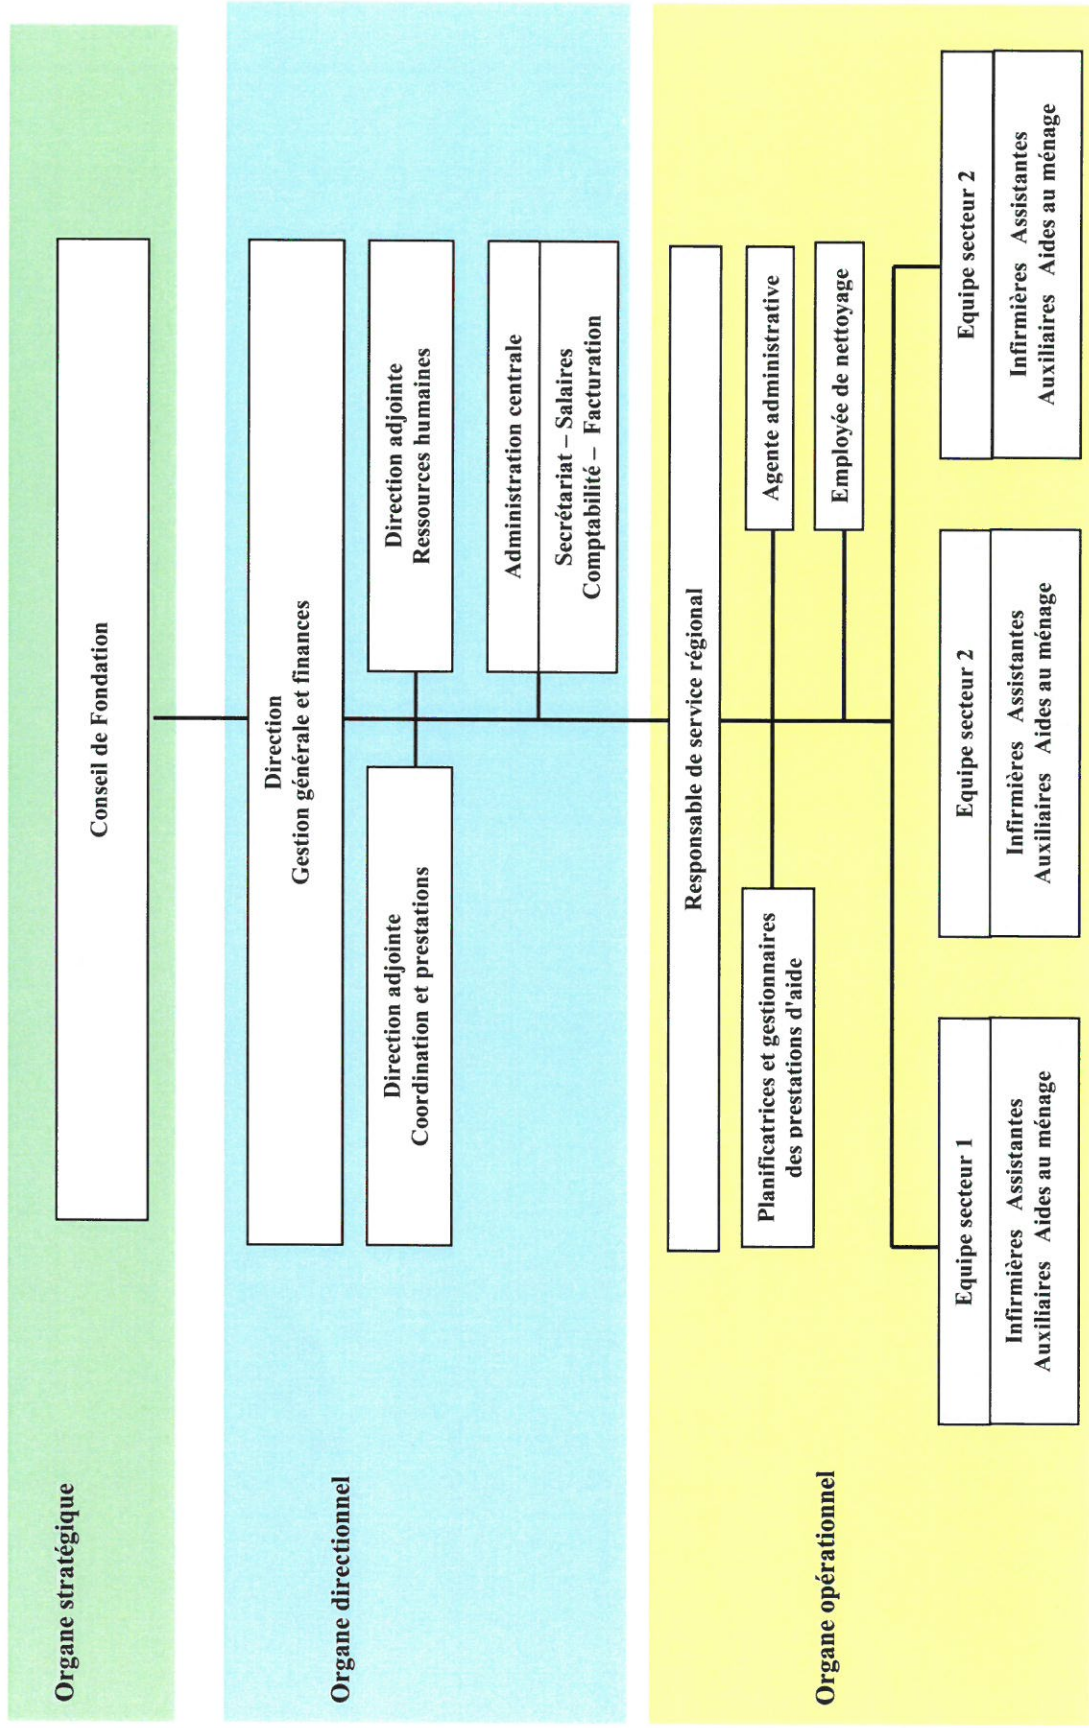 Organe stratégique
Conseil de Fondation
Organe directionnel
Direction
Gestion générale et finances
Direction adjointe
Coordination et prestations
Direction adjointe
Ressources humaines
Administration centrale
Secrétariat – Salaires
Comptabilité – Facturation
Organe opérationnel
Responsable de service régional
Planificatrices et gestionnaires
des prestations d'aide
Agente administrative
Employée de nettoyage
Equipe secteur 1
Infirmières Assistantes
Auxiliaires Aides au ménage
Equipe secteur 2
Infirmières Assistantes
Auxiliaires Aides au ménage
Equipe secteur 2
Infirmières Assistantes
Auxiliaires Aides au ménage